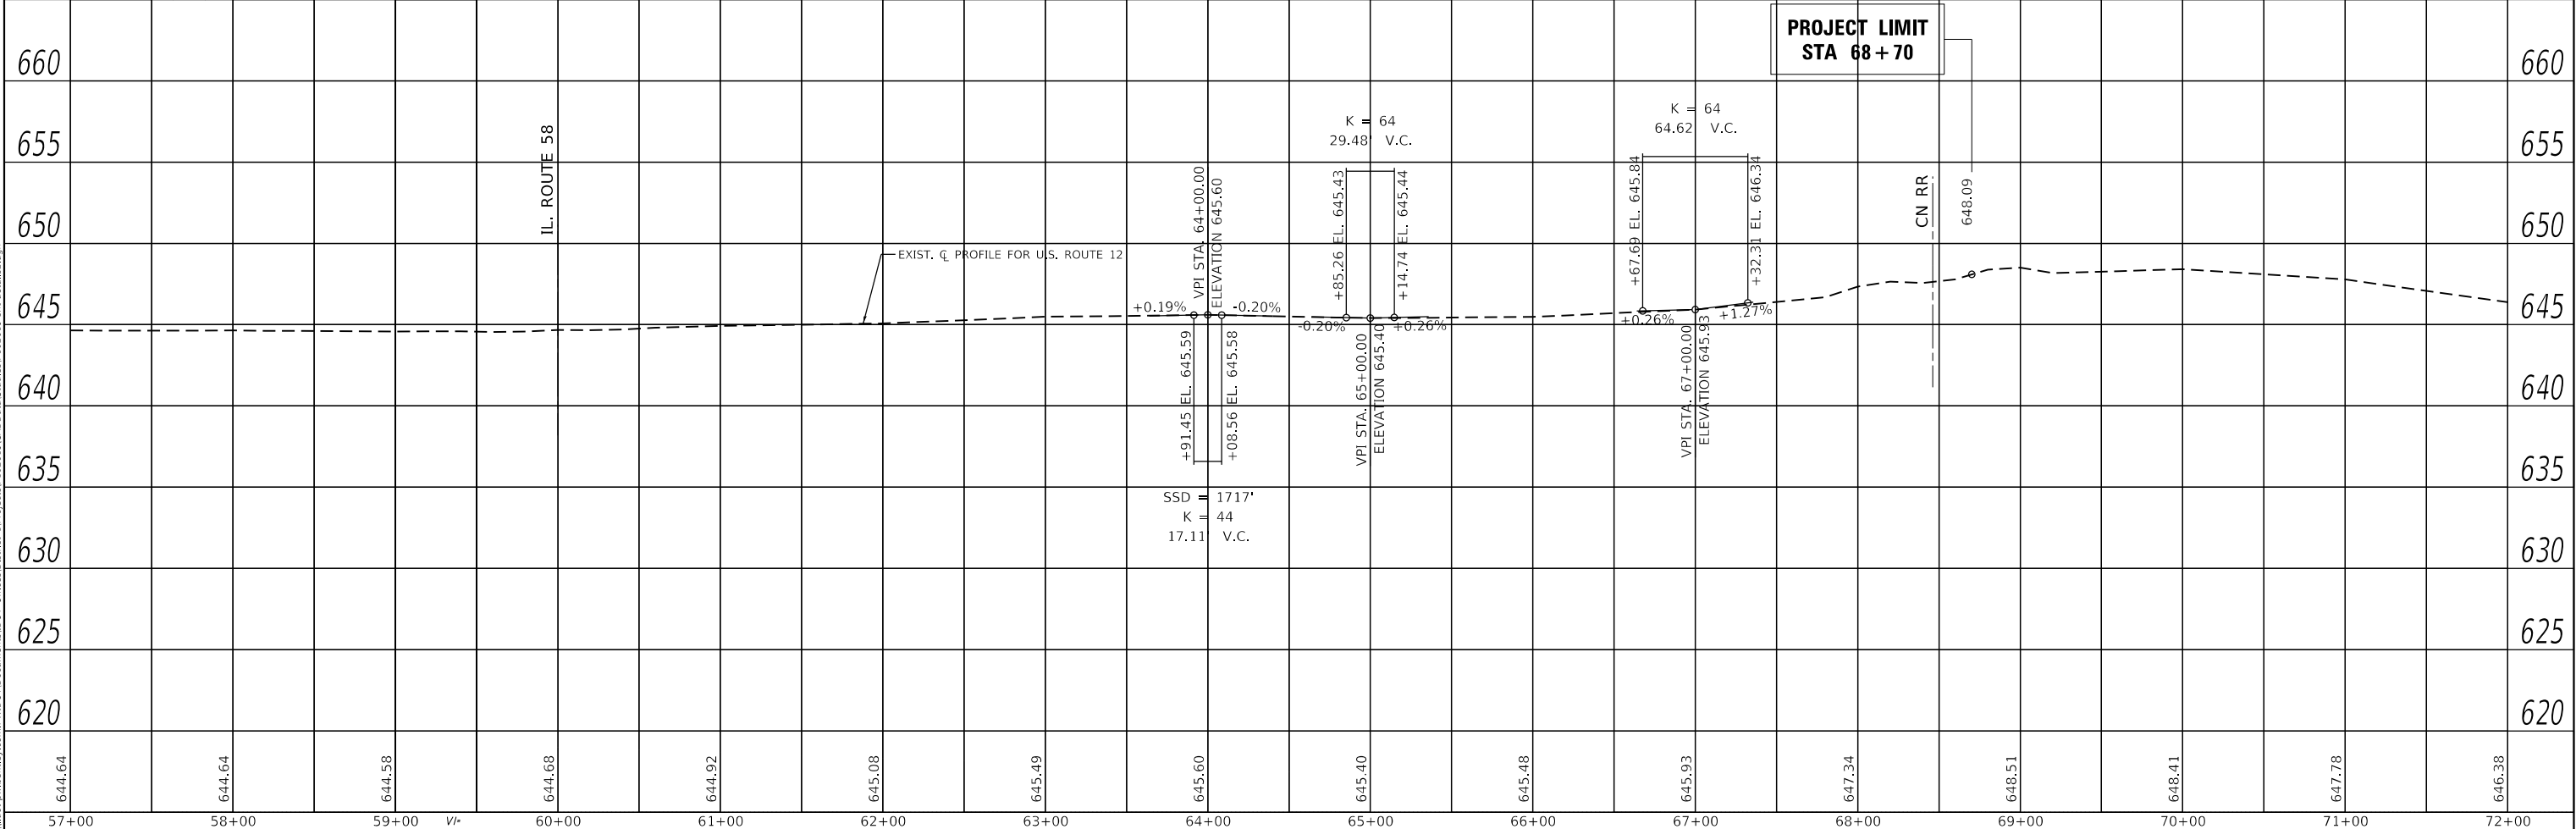 PROJECT LIMIT
STA 68+70
660
660
K = 64
64.62' V.C.
K = 64
29.48' V.C.
655
655
IL. ROUTE 58
VPI STA. 64+00.00
ELEVATION 645.60
+85.26 EL. 645.43
+14.74 EL. 645.44
+67.69 EL. 645.84
+32.31 EL. 646.34
CN RR
648.09
650
650
EXIST. ℄ PROFILE FOR U.S. ROUTE 12
645
+0.19%
-0.20%
-0.20%
+0.26%
+0.26%
+1.27%
645
+91.45 EL. 645.59
+08.56 EL. 645.58
VPI STA. 65+00.00
ELEVATION 645.40
VPI STA. 67+00.00
ELEVATION 645.93
640
640
635
635
SSD = 1717'
K = 44
17.11' V.C.
630
630
625
625
620
620
644.64
644.64
644.58
644.68
644.92
645.08
645.49
645.60
645.40
645.48
645.93
647.34
648.51
648.41
647.78
646.38
57+00
58+00
59+00
60+00
61+00
62+00
63+00
64+00
65+00
66+00
67+00
68+00
69+00
70+00
71+00
72+00